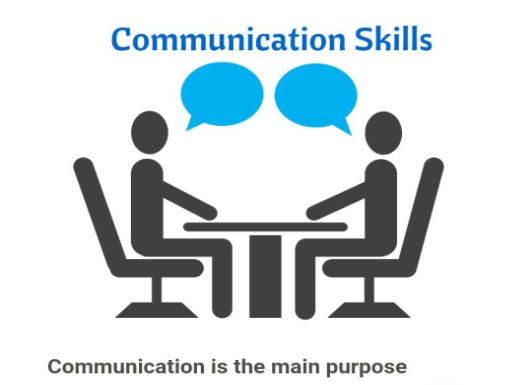 Communication Skills
Communication is the main purpose